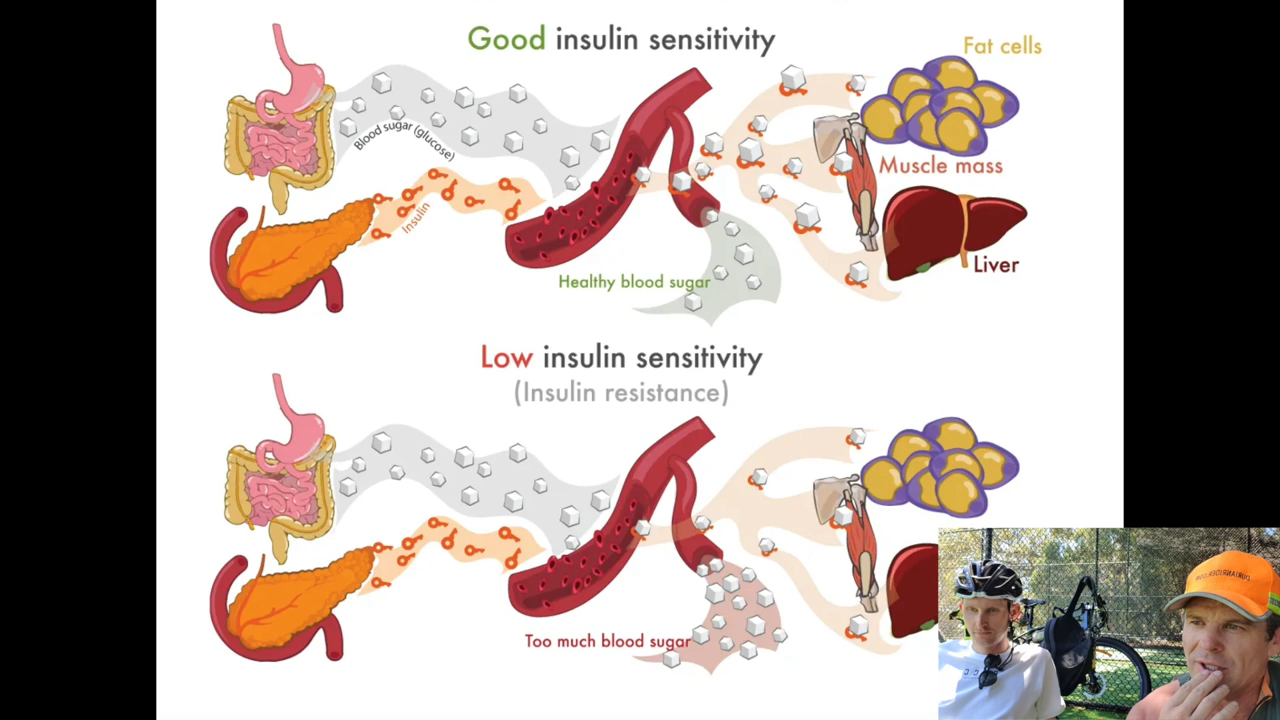 Good insulin sensitivity
Fat cells
Blood sugar (glucose)
Muscle mass
Insulin
Liver
Healthy blood sugar
Low insulin sensitivity
(Insulin resistance)
Too much blood sugar